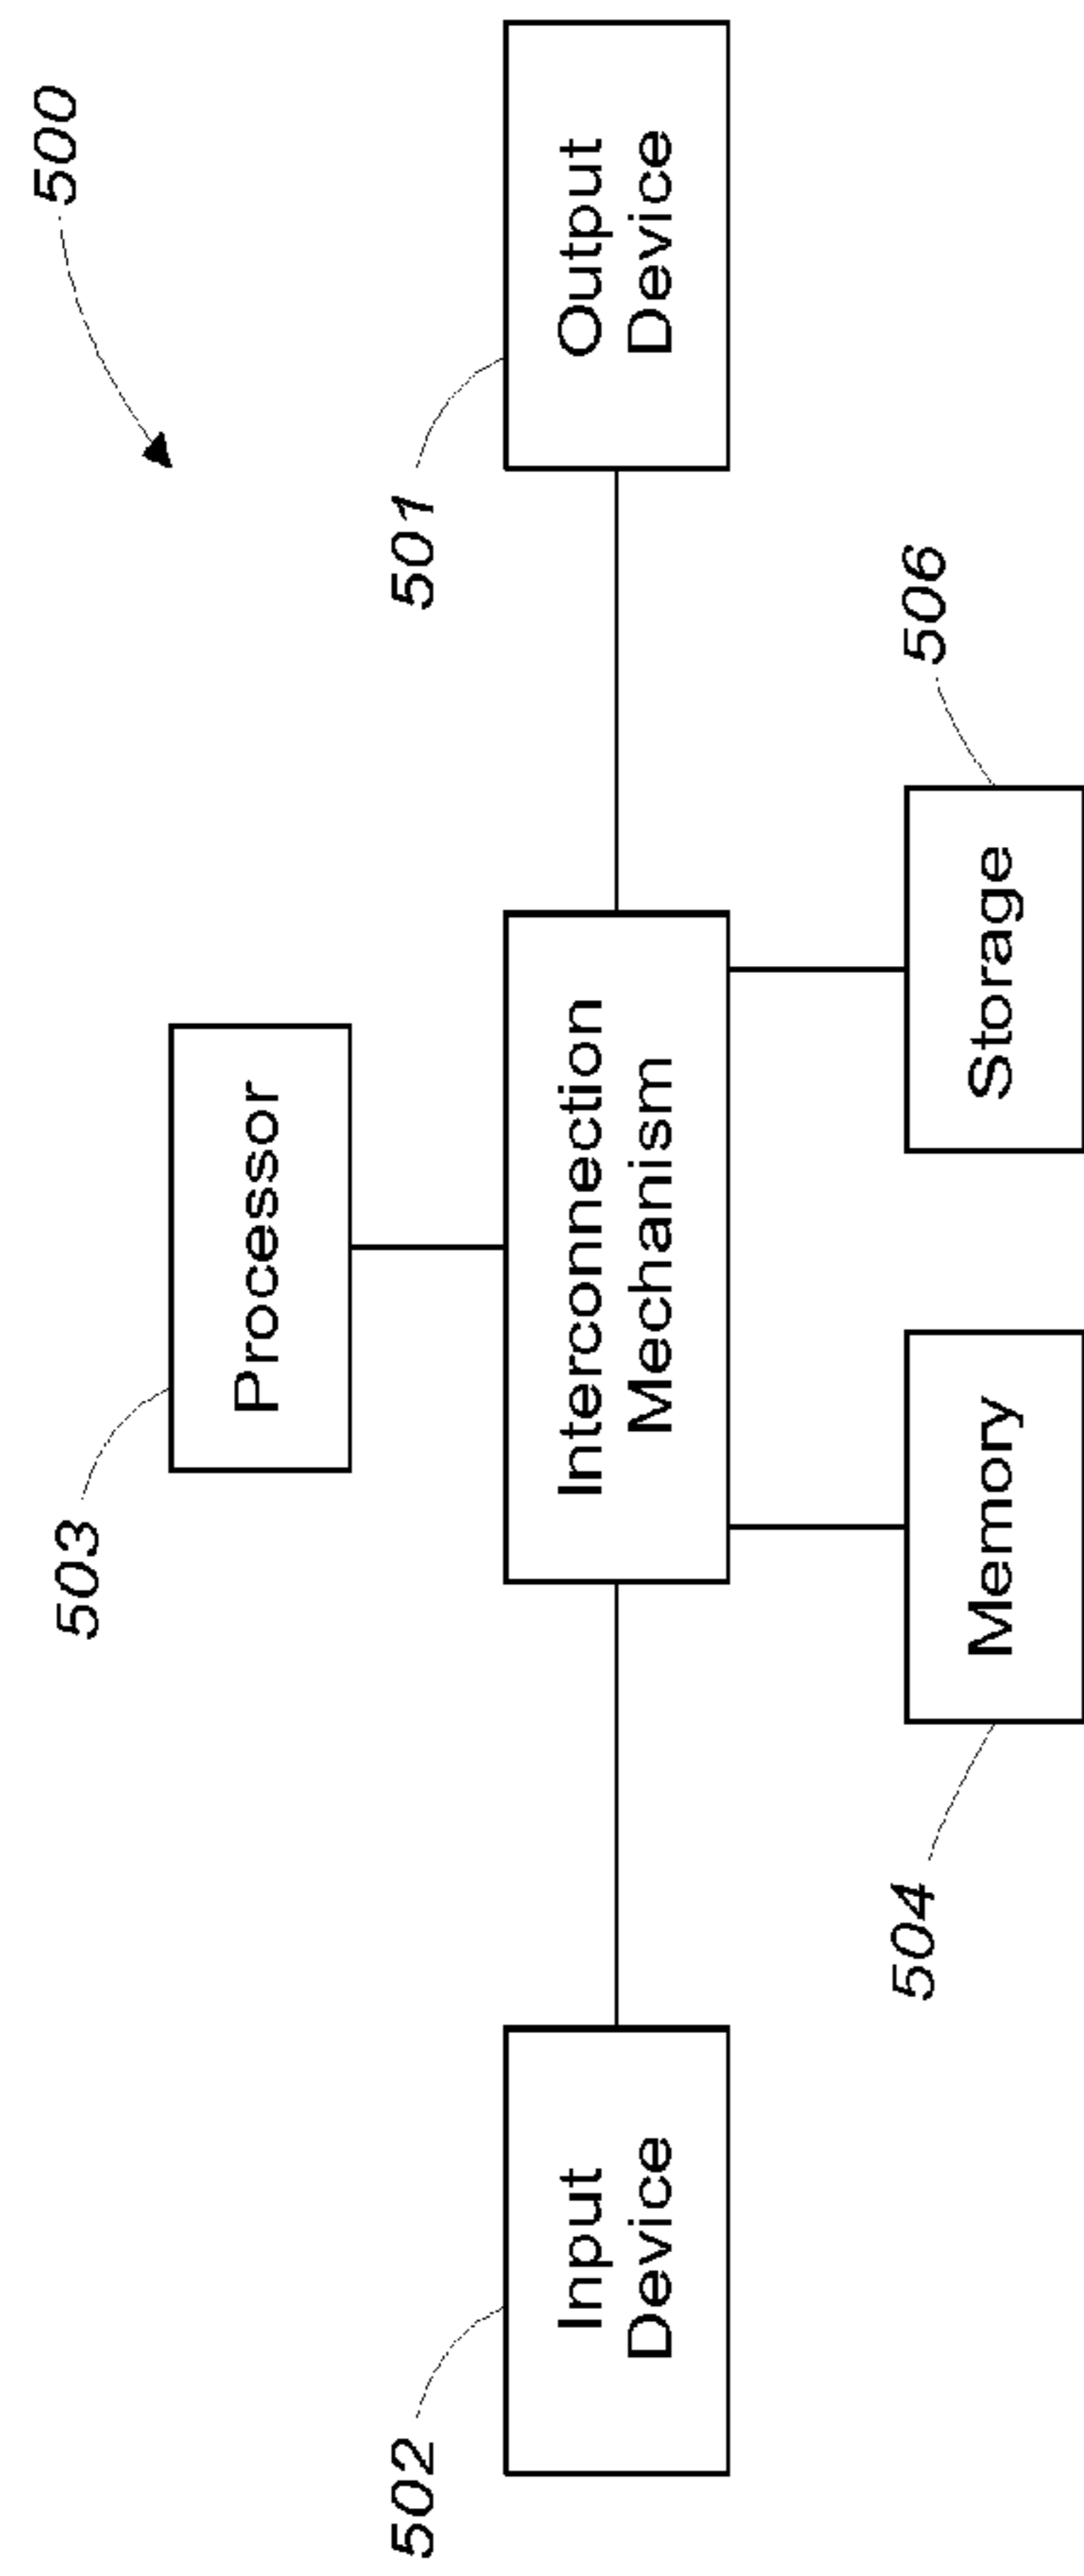 500
503
Processor
502
Input
Device
Interconnection
Mechanism
501
Output
Device
504
Memory
Storage
506